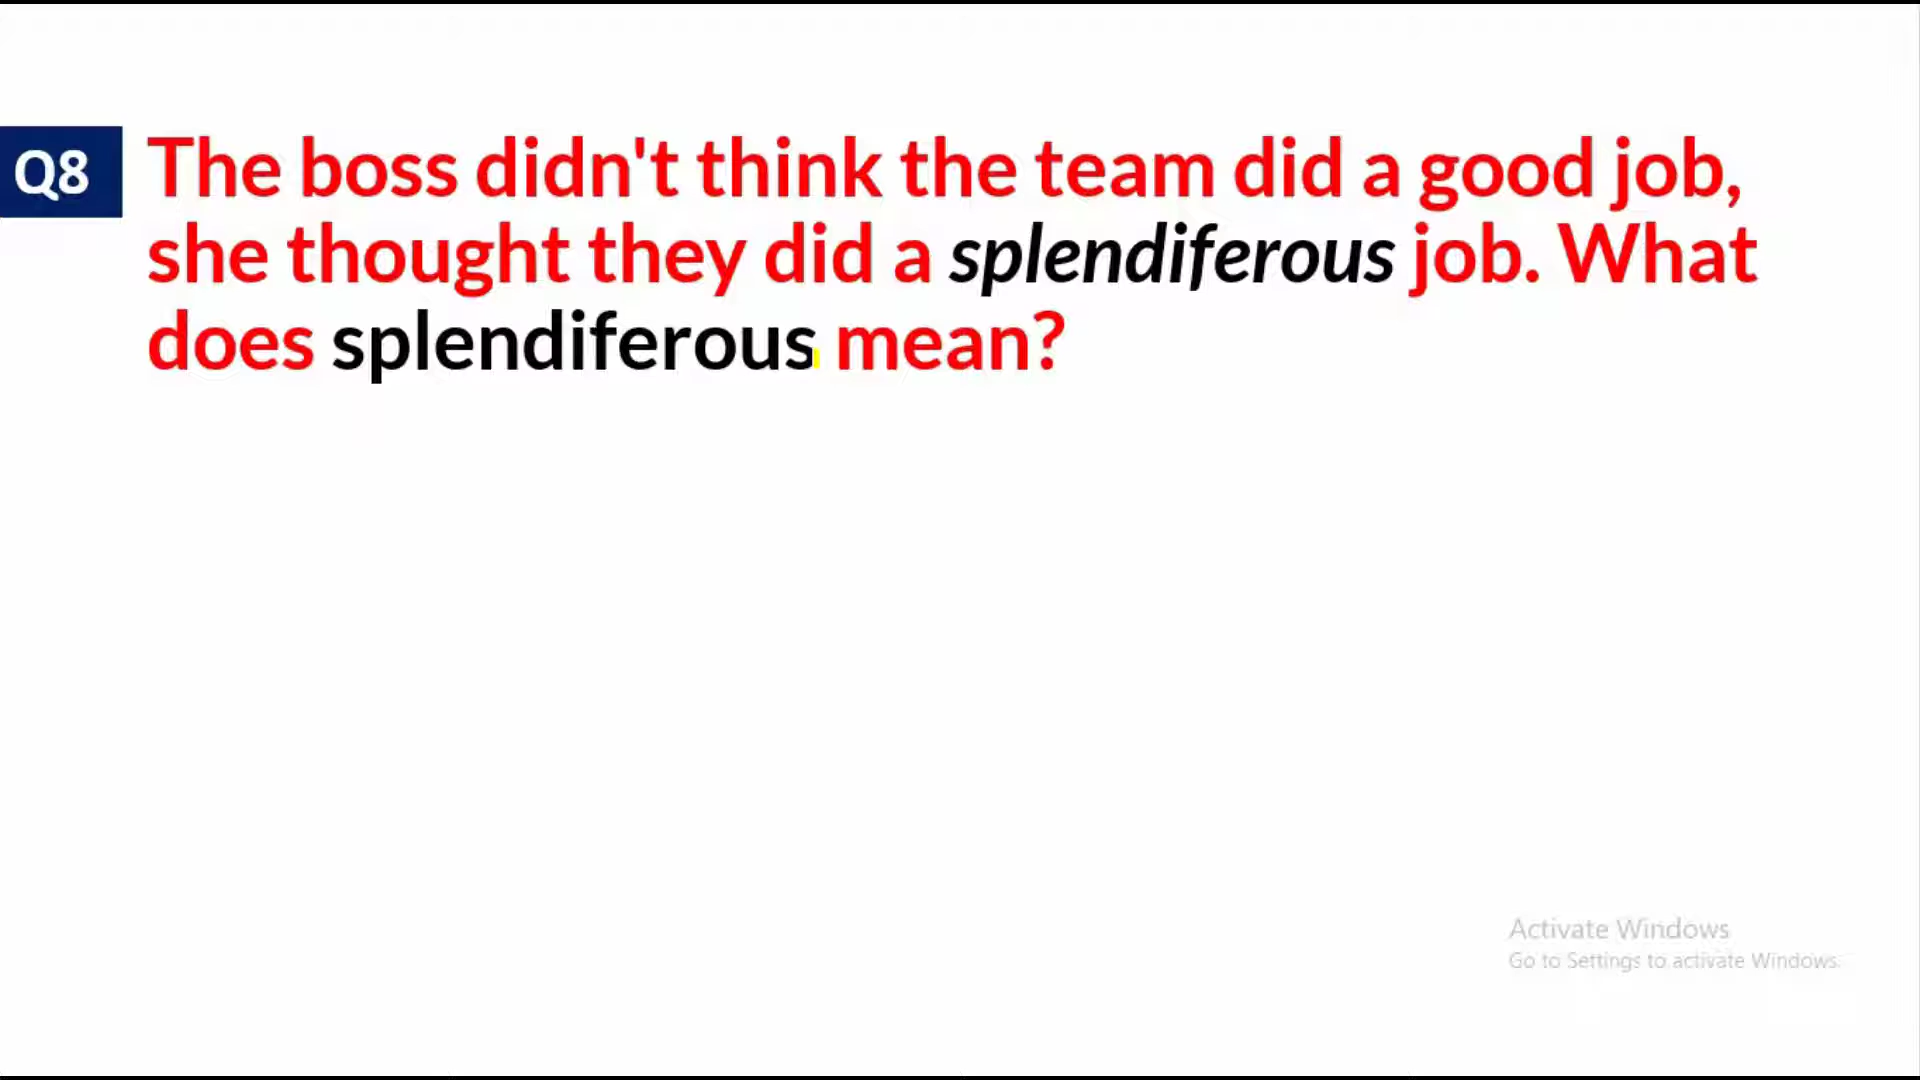 Q8 The boss didn't think the team did a good job,
she thought they did a splendiferous job. What
does splendiferous mean?
Activate Windows
Go to Settings to activate Windows.